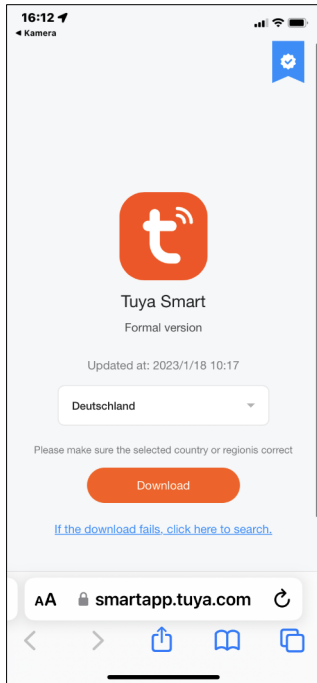 16:12
◀ Kamera
Tuya Smart
Formal version
Updated at: 2023/1/18 10:17
Deutschland
Please make sure the selected country or regionis correct
Download
If the download fails, click here to search.
AA smartapp.tuya.com